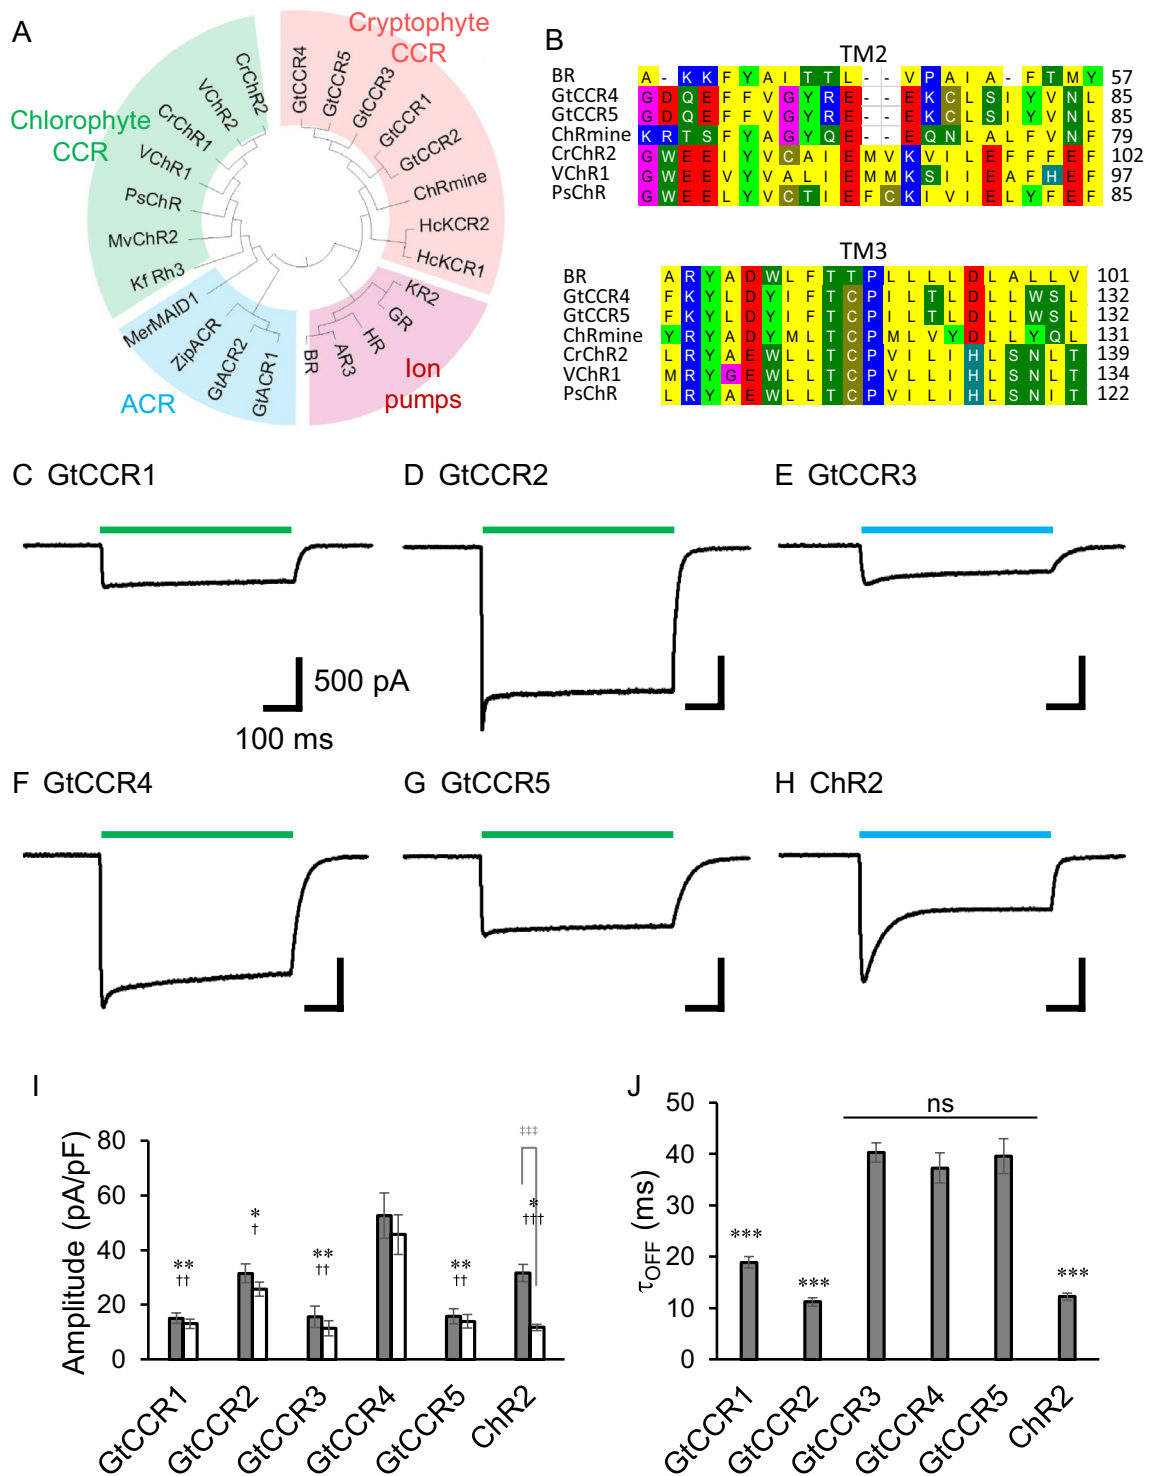 A
Cryptophyte
CCR
Chlorophyte
CCR
ACR
Ion
pumps
CrChR2
VChR2
CrChR1
VChR1
PsChR
MvChR2
Kf Rh3
MerMAID1
ZipACR
GtACR2
GtACR1
BR
AR3
HR
GR
KR2
HcKCR1
HcKCR2
ChRmine
GtCCR2
GtCCR1
GtCCR3
GtCCR5
GtCCR4
B
TM2
BR A - K K F Y A I T T L - - V P A I A - F T M Y 57
GtCCR4 G D Q E F F V G Y R E - - E K C L S I Y V N L 85
GtCCR5 G D Q E F F V G Y R E - - E K C L S I Y V N L 85
ChRmine K R T S F Y A G Y Q E - - E Q N L A L F V N F 79
CrChR2 G W E E I Y V C A I E M V K V I L E F F F E F 102
VChR1 G W E E V Y V A L I E M M K S I I E A F H E F 97
PsChR G W E E L Y V C T I E F C K I V I E L Y F E F 85
TM3
BR A R Y A D W L F T T P L L L L D L A L L V 101
GtCCR4 F K Y L D Y I F T C P I L T L D L L W S L 132
GtCCR5 F K Y L D Y I F T C P I L T L D L L W S L 132
ChRmine Y R Y A D Y M L T C P M L V Y D L L Y Q L 131
CrChR2 L R Y A E W L L T C P V I L I H L S N L T 139
VChR1 M R Y G E W L L T C P V L L I H L S N L T 134
PsChR L R Y A E W L L T C P V I L I H L S N I T 122
C GtCCR1
D GtCCR2
E GtCCR3
500 pA
100 ms
F GtCCR4
G GtCCR5
H ChR2
I
Amplitude (pA/pF)
80
60
40
20
0
**
††
*
†
**
††
**
††
‡‡‡
*
†††
GtCCR1
GtCCR2
GtCCR3
GtCCR4
GtCCR5
ChR2
J
τOFF (ms)
50
40
30
20
10
0
ns
***
***
***
GtCCR1
GtCCR2
GtCCR3
GtCCR4
GtCCR5
ChR2